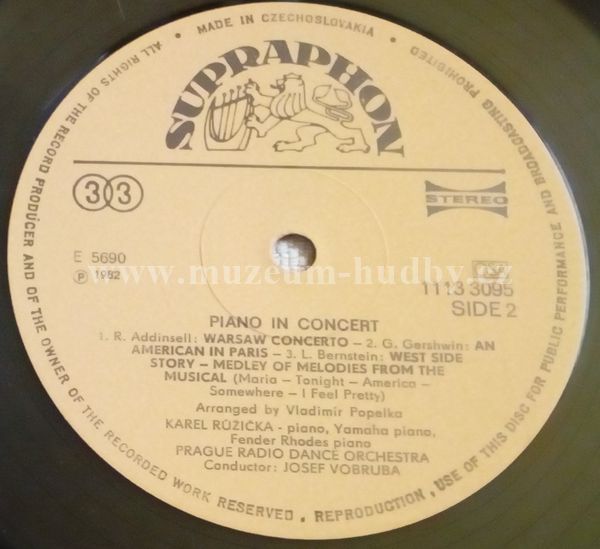 • MADE IN CZECHOSLOVAKIA •
ALL RIGHTS OF THE RECORD PRODUCER AND OF THE OWNER OF THE RECORDED WORK RESERVED . REPRODUCTION , USE OF THIS DISC FOR PUBLIC PERFORMANCE AND BROADCASTING PROHIBITED
SUPRAPHON
33
STEREO
E 5690
℗ 1982
www.muzeum-hudby.cz
1113 3095
SIDE 2
PIANO IN CONCERT
1. R. Addinsell: WARSAW CONCERTO – 2. G. Gershwin: AN
AMERICAN IN PARIS – 3. L. Bernstein: WEST SIDE
STORY – MEDLEY OF MELODIES FROM THE
MUSICAL (Maria – Tonight – America –
Somewhere – I Feel Pretty)
Arranged by Vladimír Popelka
KAREL RŮŽIČKA - piano, Yamaha piano,
Fender Rhodes piano
PRAGUE RADIO DANCE ORCHESTRA
Conductor: JOSEF VOBRUBA